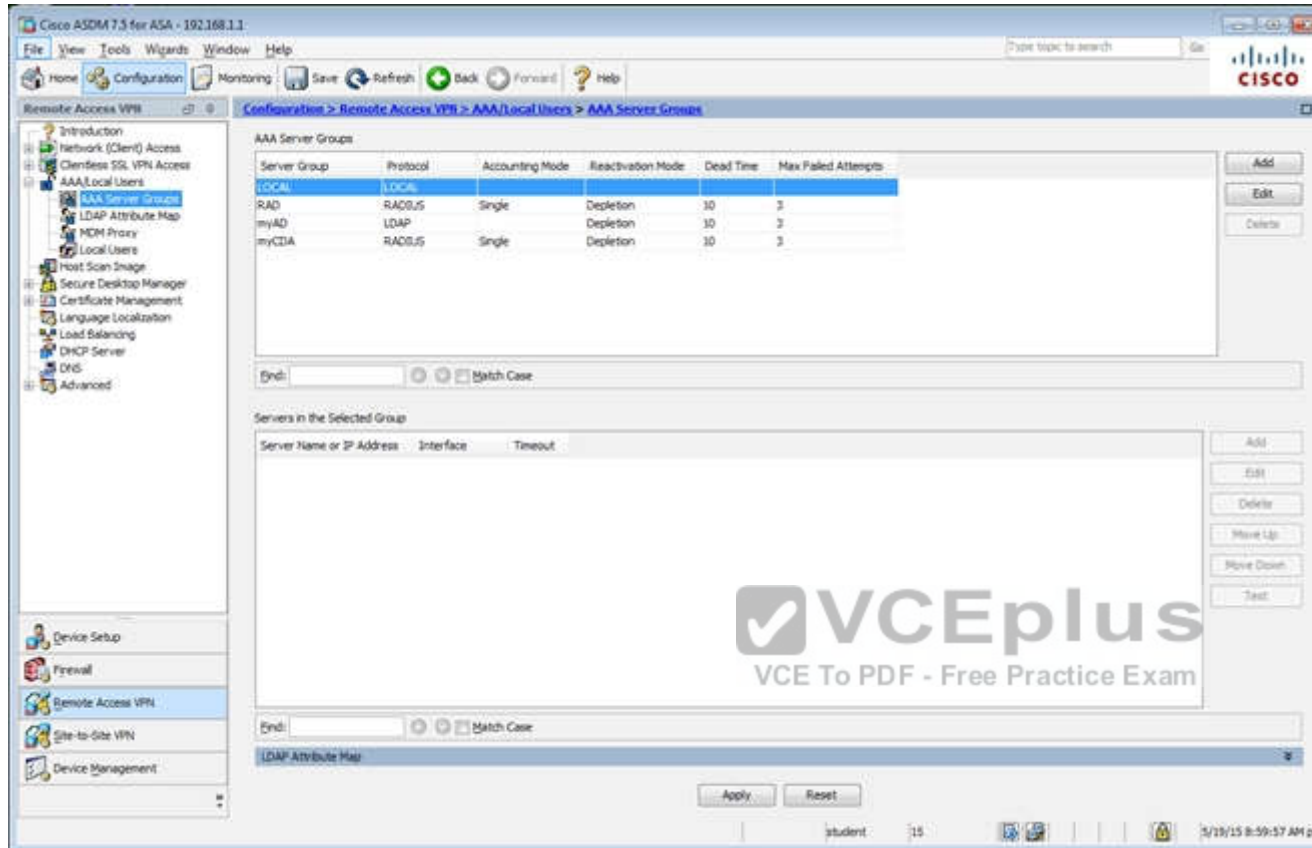 Cisco ASDM 7.3 for ASA - 192.168.1.1
File View Tools Wizards Window Help
Type topic to search Go
Home Configuration Monitoring Save Refresh Back Forward Help
CISCO
Remote Access VPN
Configuration > Remote Access VPN > AAA/Local Users > AAA Server Groups
Introduction
Network (Client) Access
Clientless SSL VPN Access
AAA/Local Users
AAA Server Groups
LDAP Attribute Map
MDM Proxy
Local Users
Host Scan Image
Secure Desktop Manager
Certificate Management
Language Localization
Load Balancing
DHCP Server
DNS
Advanced
Device Setup
Firewall
Remote Access VPN
Site-to-Site VPN
Device Management
AAA Server Groups
Server Group Protocol Accounting Mode Reactivation Mode Dead Time Max Failed Attempts
LOCAL LOCAL
RAD RADIUS Single Depletion 10 3
myAD LDAP Depletion 10 3
myCDA RADIUS Single Depletion 10 3
Add
Edit
Delete
Find: Match Case
Servers in the Selected Group
Server Name or IP Address Interface Timeout
Add
Edit
Delete
Move Up
Move Down
Test
VCEplus
VCE To PDF - Free Practice Exam
Find: Match Case
LDAP Attribute Map
Apply Reset
student 15 5/19/15 8:59:57 AM p